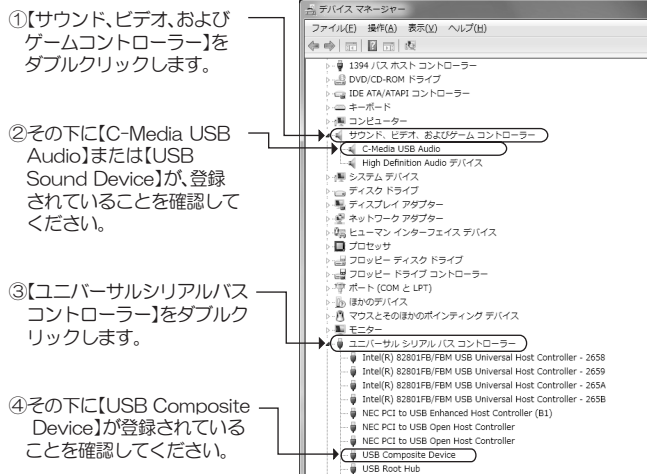 ①【サウンド、ビデオ、および
ゲームコントローラー】を
ダブルクリックします。
②その下に【C-Media USB
Audio】または【USB
Sound Device】が、登録
されていることを確認して
ください。
③【ユニバーサルシリアルバス
コントローラー】をダブルク
リックします。
④その下に【USB Composite
Device】が登録されている
ことを確認してください。
デバイス マネージャー
ファイル(F) 操作(A) 表示(V) ヘルプ(H)
1394 バス ホスト コントローラー
DVD/CD-ROM ドライブ
IDE ATA/ATAPI コントローラー
キーボード
コンピューター
サウンド、ビデオ、およびゲーム コントローラー
C-Media USB Audio
High Definition Audio デバイス
システム デバイス
ディスク ドライブ
ディスプレイ アダプター
ネットワーク アダプター
ヒューマン インターフェイス デバイス
プロセッサ
フロッピー ディスク ドライブ
フロッピー ドライブ コントローラー
ポート (COM と LPT)
ほかのデバイス
マウスとそのほかのポインティング デバイス
モニター
ユニバーサル シリアル バス コントローラー
Intel(R) 82801FB/FBM USB Universal Host Controller - 2658
Intel(R) 82801FB/FBM USB Universal Host Controller - 2659
Intel(R) 82801FB/FBM USB Universal Host Controller - 265A
Intel(R) 82801FB/FBM USB Universal Host Controller - 265B
NEC PCI to USB Enhanced Host Controller (B1)
NEC PCI to USB Open Host Controller
NEC PCI to USB Open Host Controller
USB Composite Device
USB Root Hub